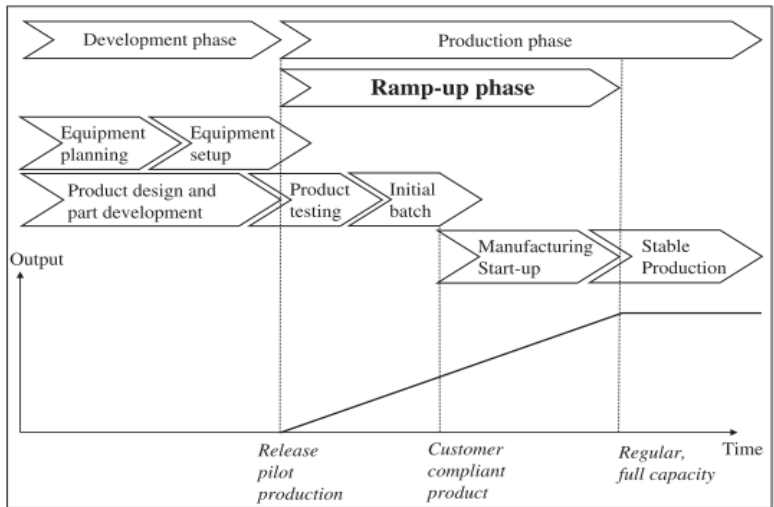 Development phase
Production phase
Ramp-up phase
Equipment
planning
Equipment
setup
Product design and
part development
Product
testing
Initial
batch
Manufacturing
Start-up
Stable
Production
Output
Time
Release
pilot
production
Customer
compliant
product
Regular,
full capacity